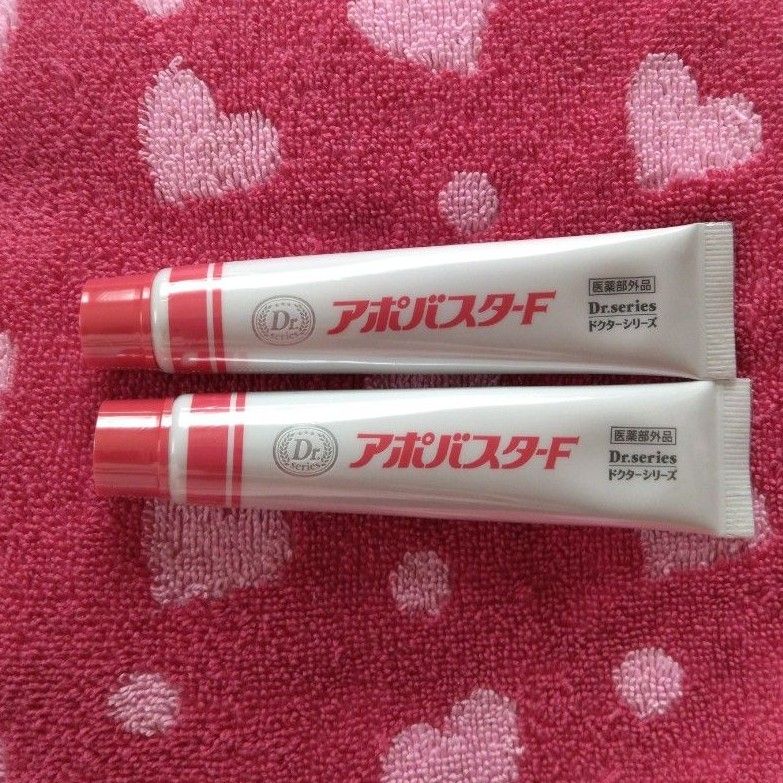 Dr.
series
アポバスターF
医薬部外品
Dr.series
ドクターシリーズ
Dr.
series
アポバスターF
医薬部外品
Dr.series
ドクターシリーズ